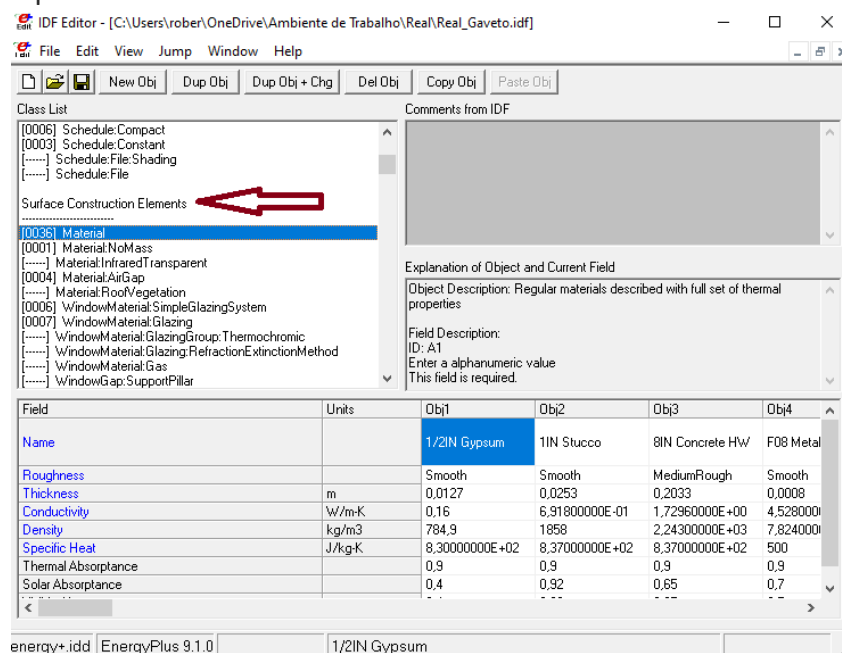 IDF Editor - [C:\Users\rober\OneDrive\Ambiente de Trabalho\Real\Real_Gaveto.idf]
File Edit View Jump Window Help
New Obj Dup Obj Dup Obj + Chg Del Obj Copy Obj Paste Obj
Class List
[0006] Schedule:Compact
[0003] Schedule:Constant
[------] Schedule:File:Shading
[------] Schedule:File
Surface Construction Elements
--------------------------
[0036] Material
[0001] Material:NoMass
[------] Material:InfraredTransparent
[0004] Material:AirGap
[------] Material:RoofVegetation
[0006] WindowMaterial:SimpleGlazingSystem
[0007] WindowMaterial:Glazing
[------] WindowMaterial:GlazingGroup:Thermochromic
[------] WindowMaterial:Glazing:RefractionExtinctionMethod
[------] WindowMaterial:Gas
[------] WindowGap:SupportPillar
Comments from IDF
Explanation of Object and Current Field
Object Description: Regular materials described with full set of thermal
properties
Field Description:
ID: A1
Enter a alphanumeric value
This field is required.
Field Units Obj1 Obj2 Obj3 Obj4
Name 1/2IN Gypsum 1IN Stucco 8IN Concrete HW F08 Metal
Roughness Smooth Smooth MediumRough Smooth
Thickness m 0,0127 0,0253 0,2033 0,0008
Conductivity W/m-K 0,16 6,91800000E-01 1,72960000E+00 4,528000
Density kg/m3 784,9 1858 2,24300000E+03 7,824000
Specific Heat J/kg-K 8,30000000E+02 8,37000000E+02 8,37000000E+02 500
Thermal Absorptance 0,9 0,9 0,9 0,9
Solar Absorptance 0,4 0,92 0,65 0,7
energy+.idd EnergyPlus 9.1.0 1/2IN Gypsum